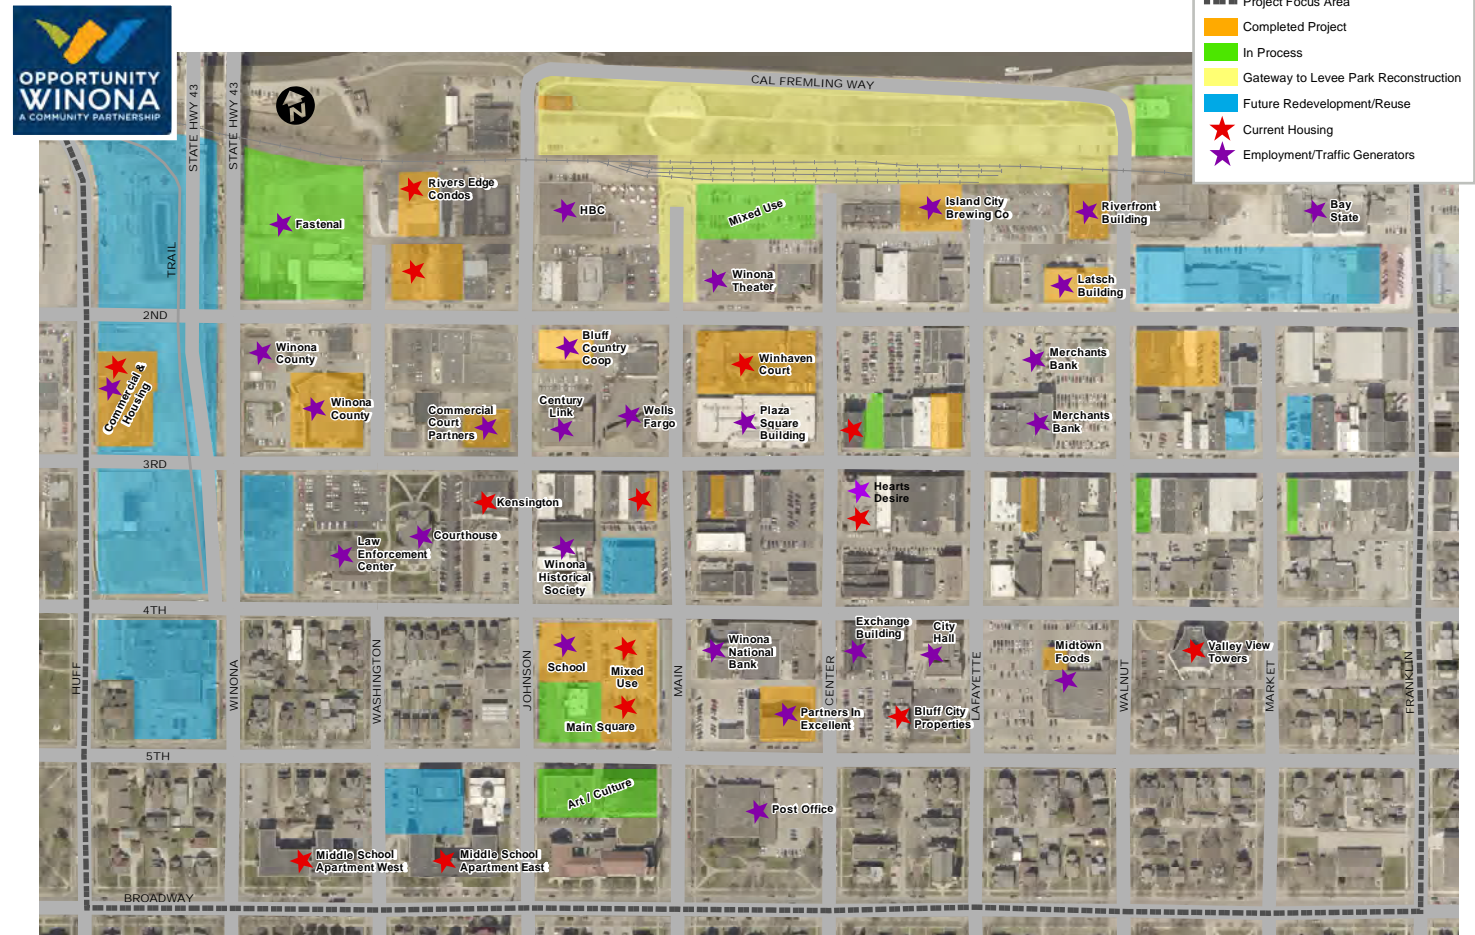 Project Focus Area
Completed Project
In Process
Gateway to Levee Park Reconstruction
Future Redevelopment/Reuse
Current Housing
Employment/Traffic Generators
OPPORTUNITY
WINONA
A COMMUNITY PARTNERSHIP
N
STATE HWY 43
STATE HWY 43
CAL FREMLING WAY
TRAIL
Fastenal
Rivers Edge
Condos
HBC
Mixed Use
Winona
Theater
Island City
Brewing Co
Riverfront
Building
Latsch
Building
Bay
State
2ND
Commercial &
Housing
Winona
County
Winona
County
Commercial
Court
Partners
Bluff
Country
Coop
Century
Link
Wells
Fargo
Winhaven
Court
Plaza
Square
Building
Merchants
Bank
Merchants
Bank
3RD
Kensington
Courthouse
Law
Enforcement
Center
Winona
Historical
Society
Hearts
Desire
4TH
School
Mixed
Use
Main Square
Winona
National
Bank
Partners In
Excellent
Exchange
Building
City
Hall
Bluff City
Properties
Midtown
Foods
Valley View
Towers
HUFF
WINONA
WASHINGTON
JOHNSON
MAIN
CENTER
LAFAYETTE
WALNUT
MARKET
FRANKLIN
5TH
Art / Culture
Post Office
Middle School
Apartment West
Middle School
Apartment East
BROADWAY